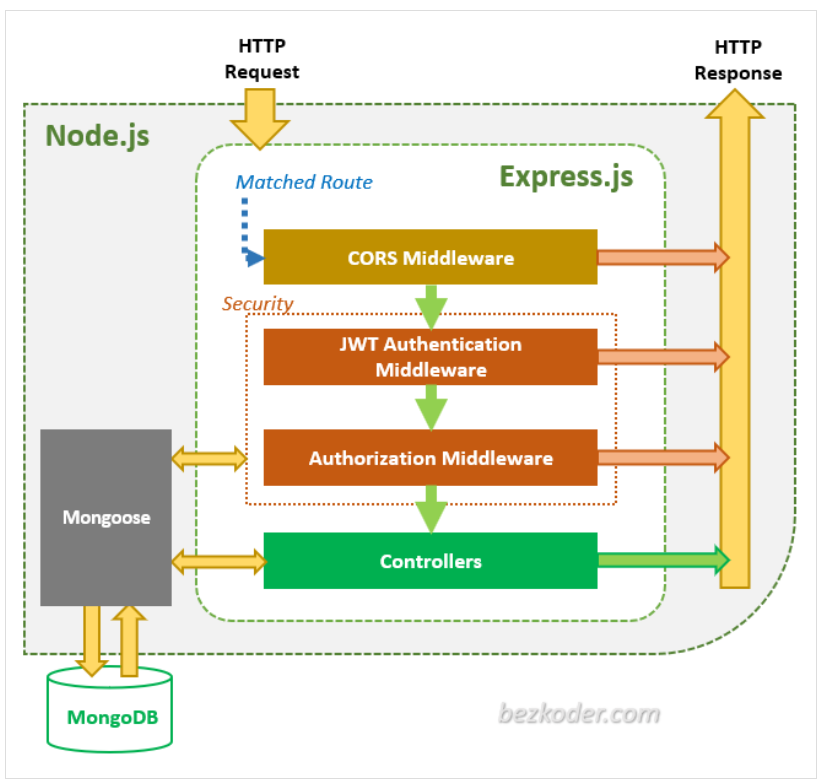 HTTP
Request
HTTP
Response
Node.js
Express.js
Matched Route
CORS Middleware
Security
JWT Authentication
Middleware
Authorization Middleware
Mongoose
Controllers
MongoDB
bezkoder.com